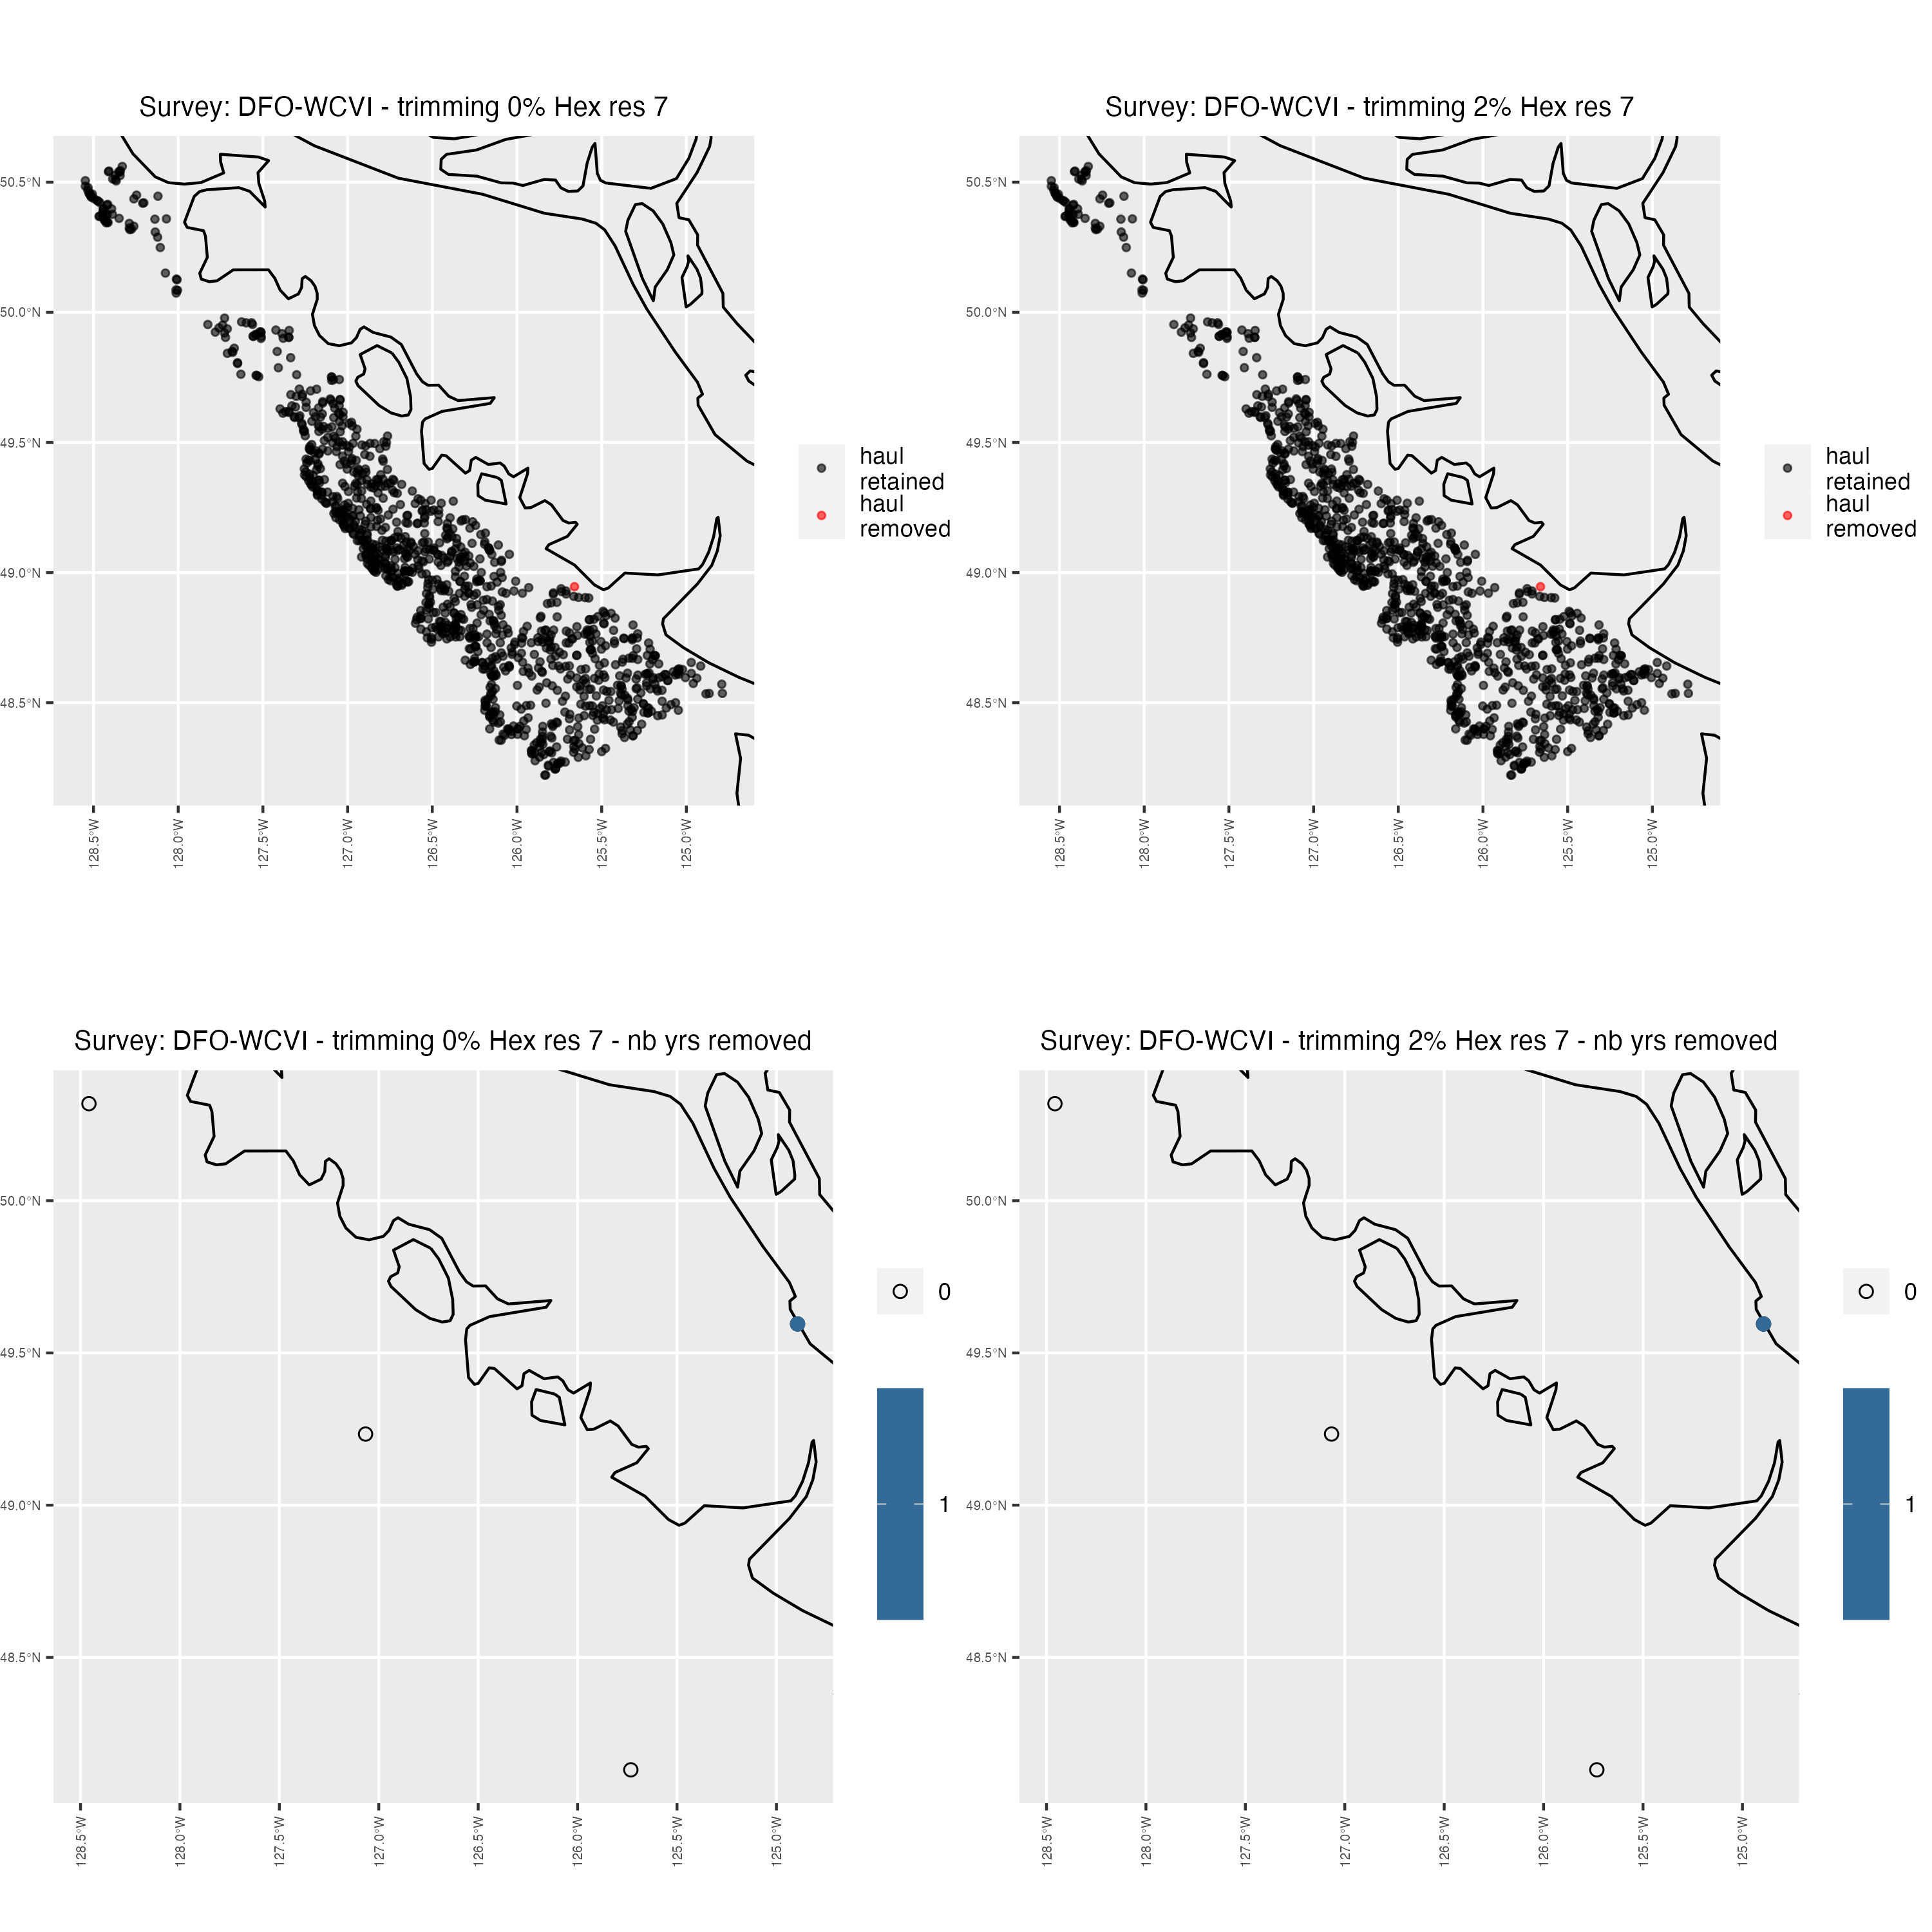 Survey: DFO-WCVI - trimming 0% Hex res 7
50.5°N
50.0°N
49.5°N
49.0°N
48.5°N
128.5°W
128.0°W
127.5°W
127.0°W
126.5°W
126.0°W
125.5°W
125.0°W
haul
retained
haul
removed
Survey: DFO-WCVI - trimming 2% Hex res 7
50.5°N
50.0°N
49.5°N
49.0°N
48.5°N
128.5°W
128.0°W
127.5°W
127.0°W
126.5°W
126.0°W
125.5°W
125.0°W
haul
retained
haul
removed
Survey: DFO-WCVI - trimming 0% Hex res 7 - nb yrs removed
50.0°N
49.5°N
49.0°N
48.5°N
128.5°W
128.0°W
127.5°W
127.0°W
126.5°W
126.0°W
125.5°W
125.0°W
0
1
Survey: DFO-WCVI - trimming 2% Hex res 7 - nb yrs removed
50.0°N
49.5°N
49.0°N
48.5°N
128.5°W
128.0°W
127.5°W
127.0°W
126.5°W
126.0°W
125.5°W
125.0°W
0
1